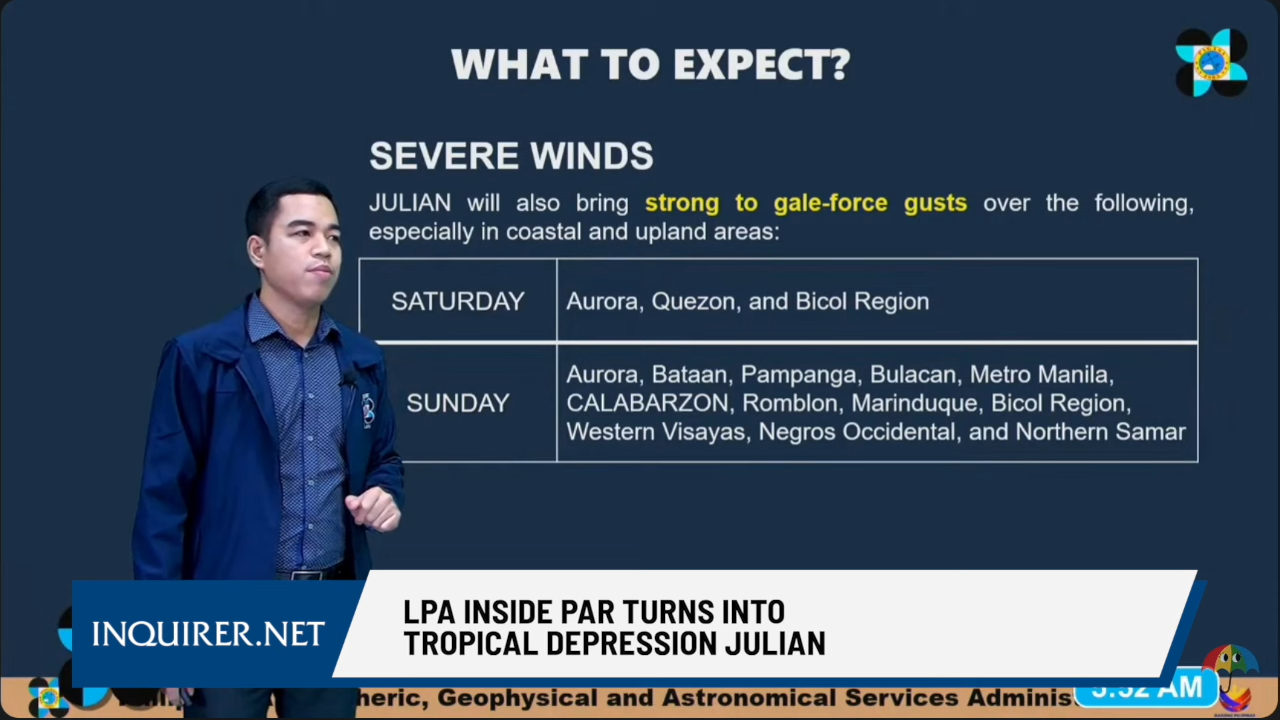 WHAT TO EXPECT?
SEVERE WINDS
JULIAN will also bring strong to gale-force gusts over the following,
especially in coastal and upland areas:
SATURDAY
Aurora, Quezon, and Bicol Region
SUNDAY
Aurora, Bataan, Pampanga, Bulacan, Metro Manila,
CALABARZON, Romblon, Marinduque, Bicol Region,
Western Visayas, Negros Occidental, and Northern Samar
INQUIRER.NET
LPA INSIDE PAR TURNS INTO
TROPICAL DEPRESSION JULIAN
Geophysical and Astronomical Services
AM